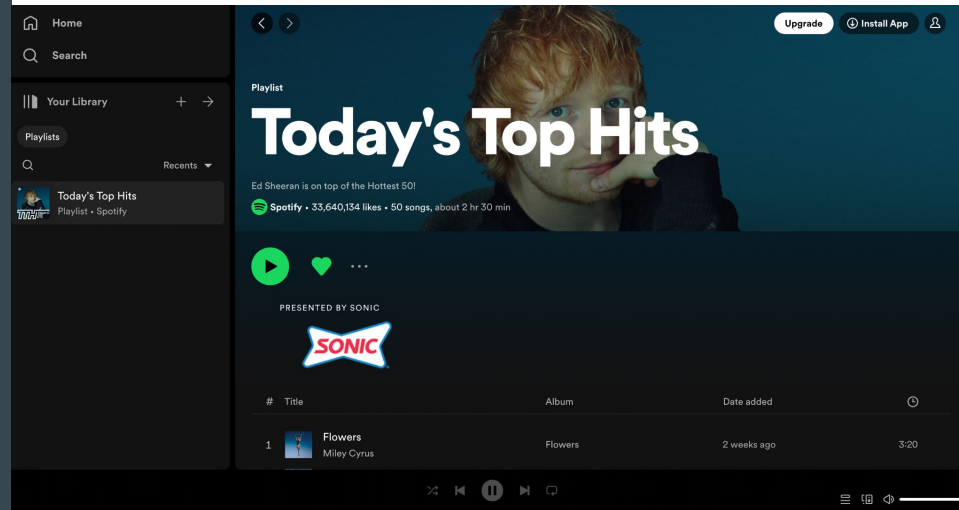 Home
Search
Your Library
Playlists
Recents
Today's Top Hits
Playlist • Spotify
Upgrade
Install App
Playlist
Today's Top Hits
Ed Sheeran is on top of the Hottest 50!
Spotify • 33,640,134 likes • 50 songs, about 2 hr 30 min
PRESENTED BY SONIC
SONIC
# Title Album Date added
1 Flowers Flowers 2 weeks ago 3:20
Miley Cyrus